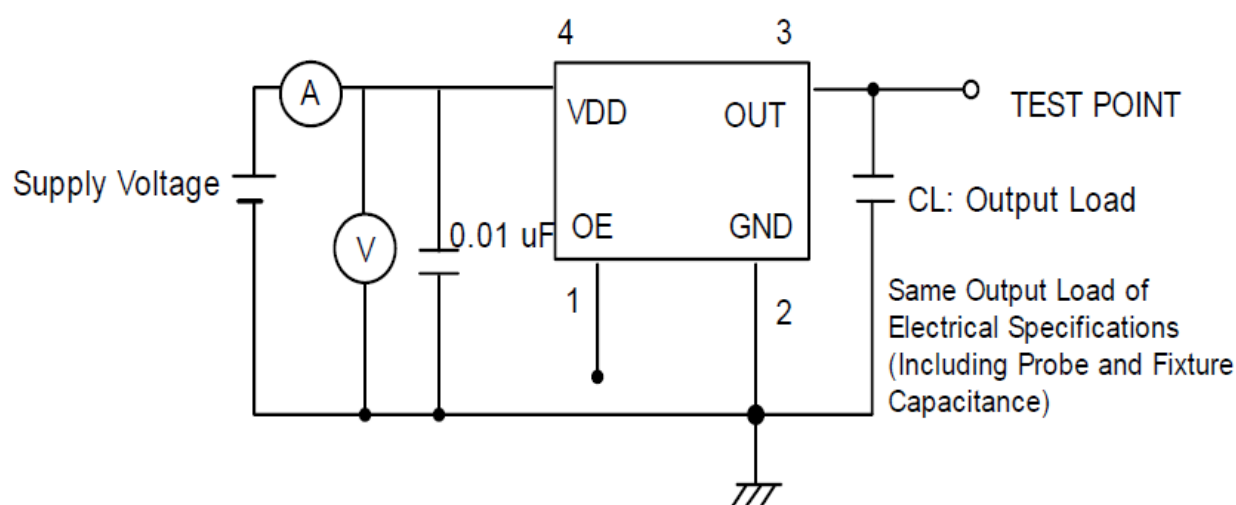 4
3
A
VDD
OUT
TEST POINT
Supply Voltage
CL: Output Load
V
0.01 uF
OE
GND
1
2
Same Output Load of
Electrical Specifications
(Including Probe and Fixture
Capacitance)